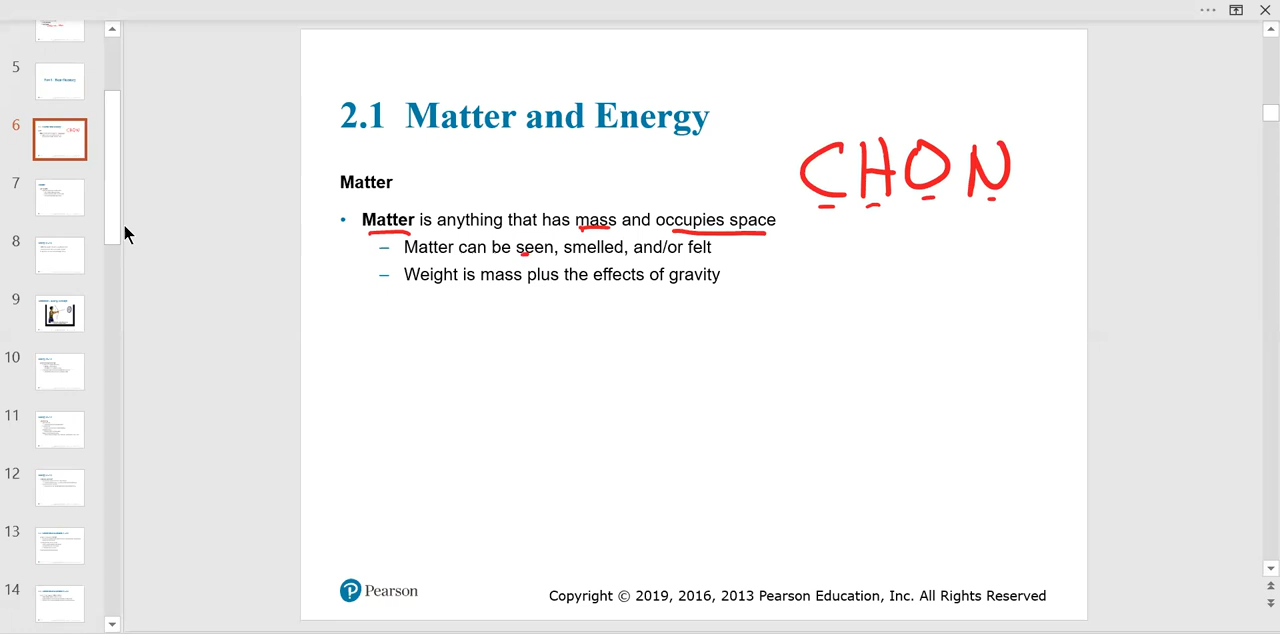 2.1 Matter and Energy
CHON
Matter
• Matter is anything that has mass and occupies space
– Matter can be seen, smelled, and/or felt
– Weight is mass plus the effects of gravity
Pearson
Copyright © 2019, 2016, 2013 Pearson Education, Inc. All Rights Reserved
5
6
7
8
9
10
11
12
13
14